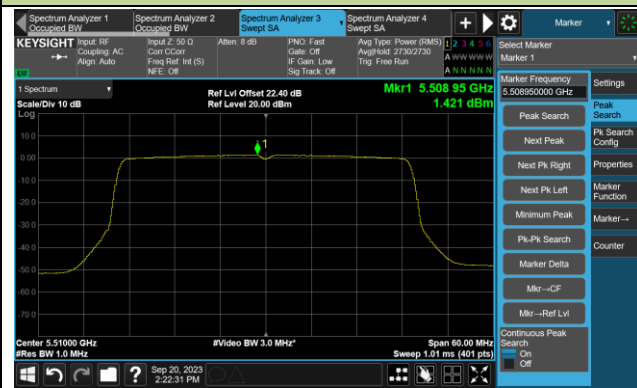 Spectrum Analyzer 1
Occupied BW
Spectrum Analyzer 2
Occupied BW
Spectrum Analyzer 3
Swept SA
Spectrum Analyzer 4
Swept SA
+
Marker
KEYSIGHT
Input: RF
Coupling: AC
Align: Auto
Input Z: 50 Ω
Corr CCorr
Freq Ref: Int (S)
NFE: Off
Atten: 8 dB
PNO: Fast
Gate: Off
IF Gain: Low
Sig Track: Off
Avg Type: Power (RMS)
Avg|Hold: 2730/2730
Trig: Free Run
1 2 3 4 5 6
A W W W W W
A N N N N N
Select Marker
Marker 1
1 Spectrum
Scale/Div 10 dB
Log
Ref Lvl Offset 22.40 dB
Ref Level 20.00 dBm
Mkr1 5.508 95 GHz
1.421 dBm
10.0
0.00
-10.0
-20.0
-30.0
-40.0
-50.0
-60.0
-70.0
1
Center 5.51000 GHz
#Res BW 1.0 MHz
#Video BW 3.0 MHz*
Span 60.00 MHz
Sweep 1.01 ms (401 pts)
Marker Frequency
5.508950000 GHz
Peak Search
Next Peak
Next Pk Right
Next Pk Left
Minimum Peak
Pk-Pk Search
Marker Delta
Mkr→CF
Mkr→Ref Lvl
Continuous Peak
Search
On
Off
Settings
Peak
Search
Pk Search
Config
Properties
Marker
Function
Marker→
Counter
?
Sep 20, 2023
2:22:31 PM